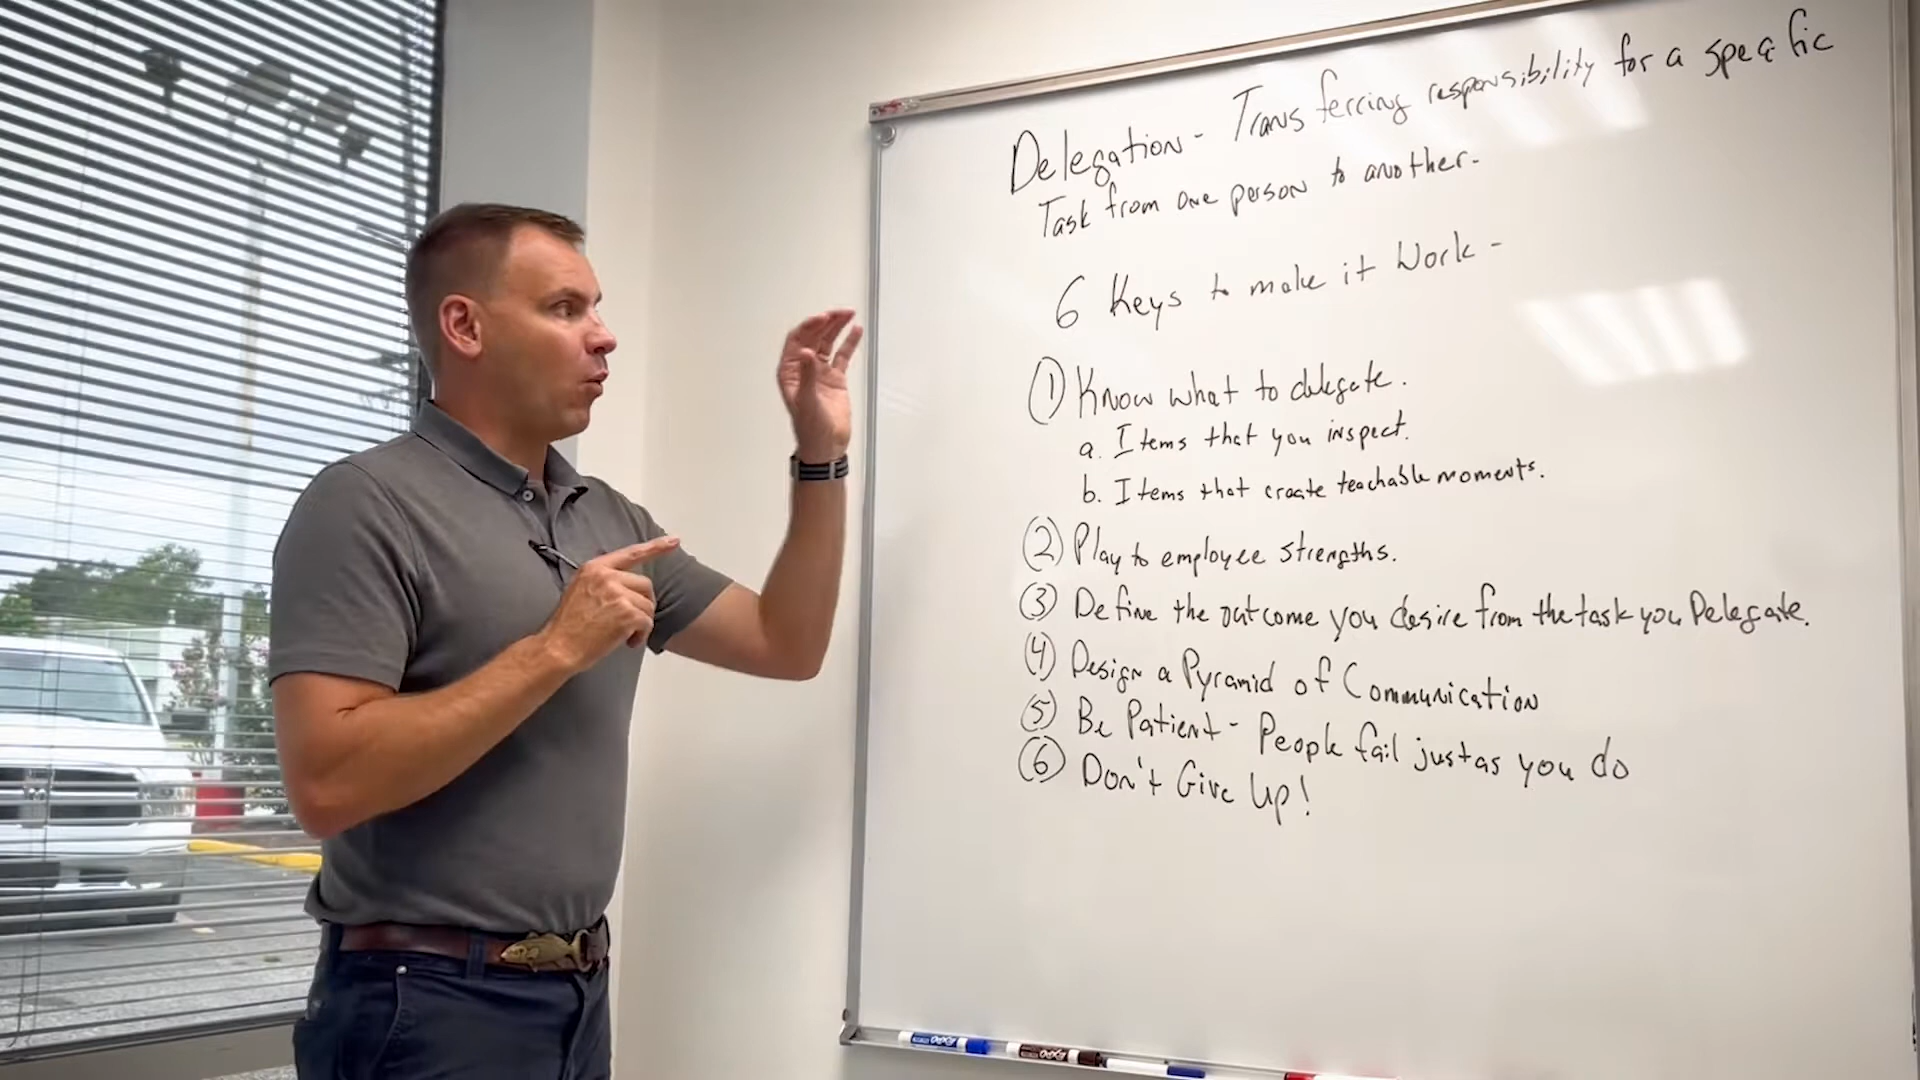 Delegation - Transferring responsibility for a specific
Task from one person to another.
6 Keys to make it Work -
① Know what to delegate.
a. Items that you inspect.
b. Items that create teachable moments.
② Play to employee strengths.
③ Define the outcome you desire from the task you Delegate.
④ Design a Pyramid of Communication
⑤ Be Patient - People fail just as you do
⑥ Don't Give Up!
EXPO
EXPO